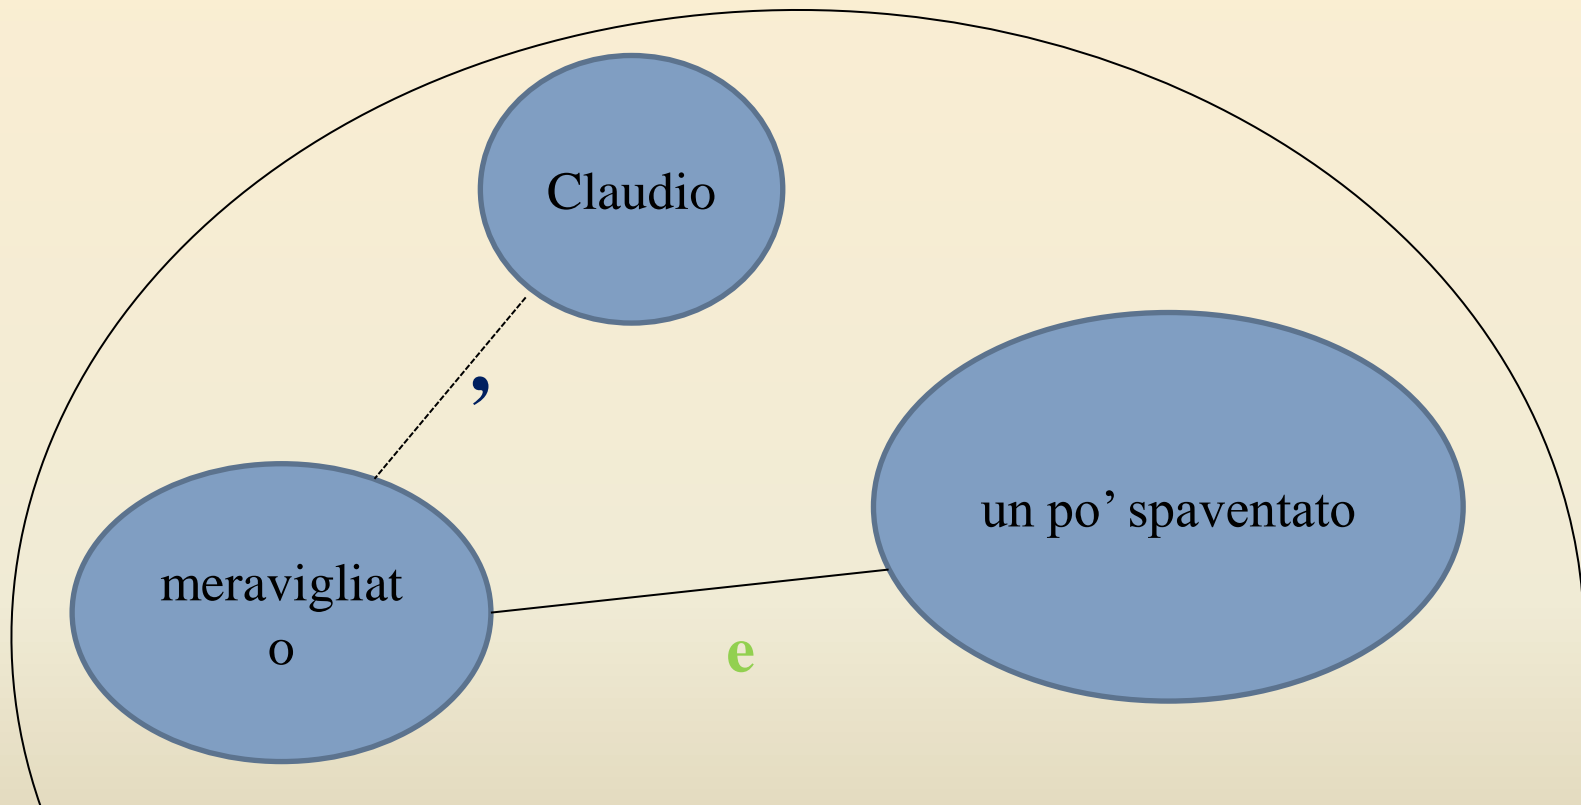 Claudio
,
un po’ spaventato
meravigliat
o
e